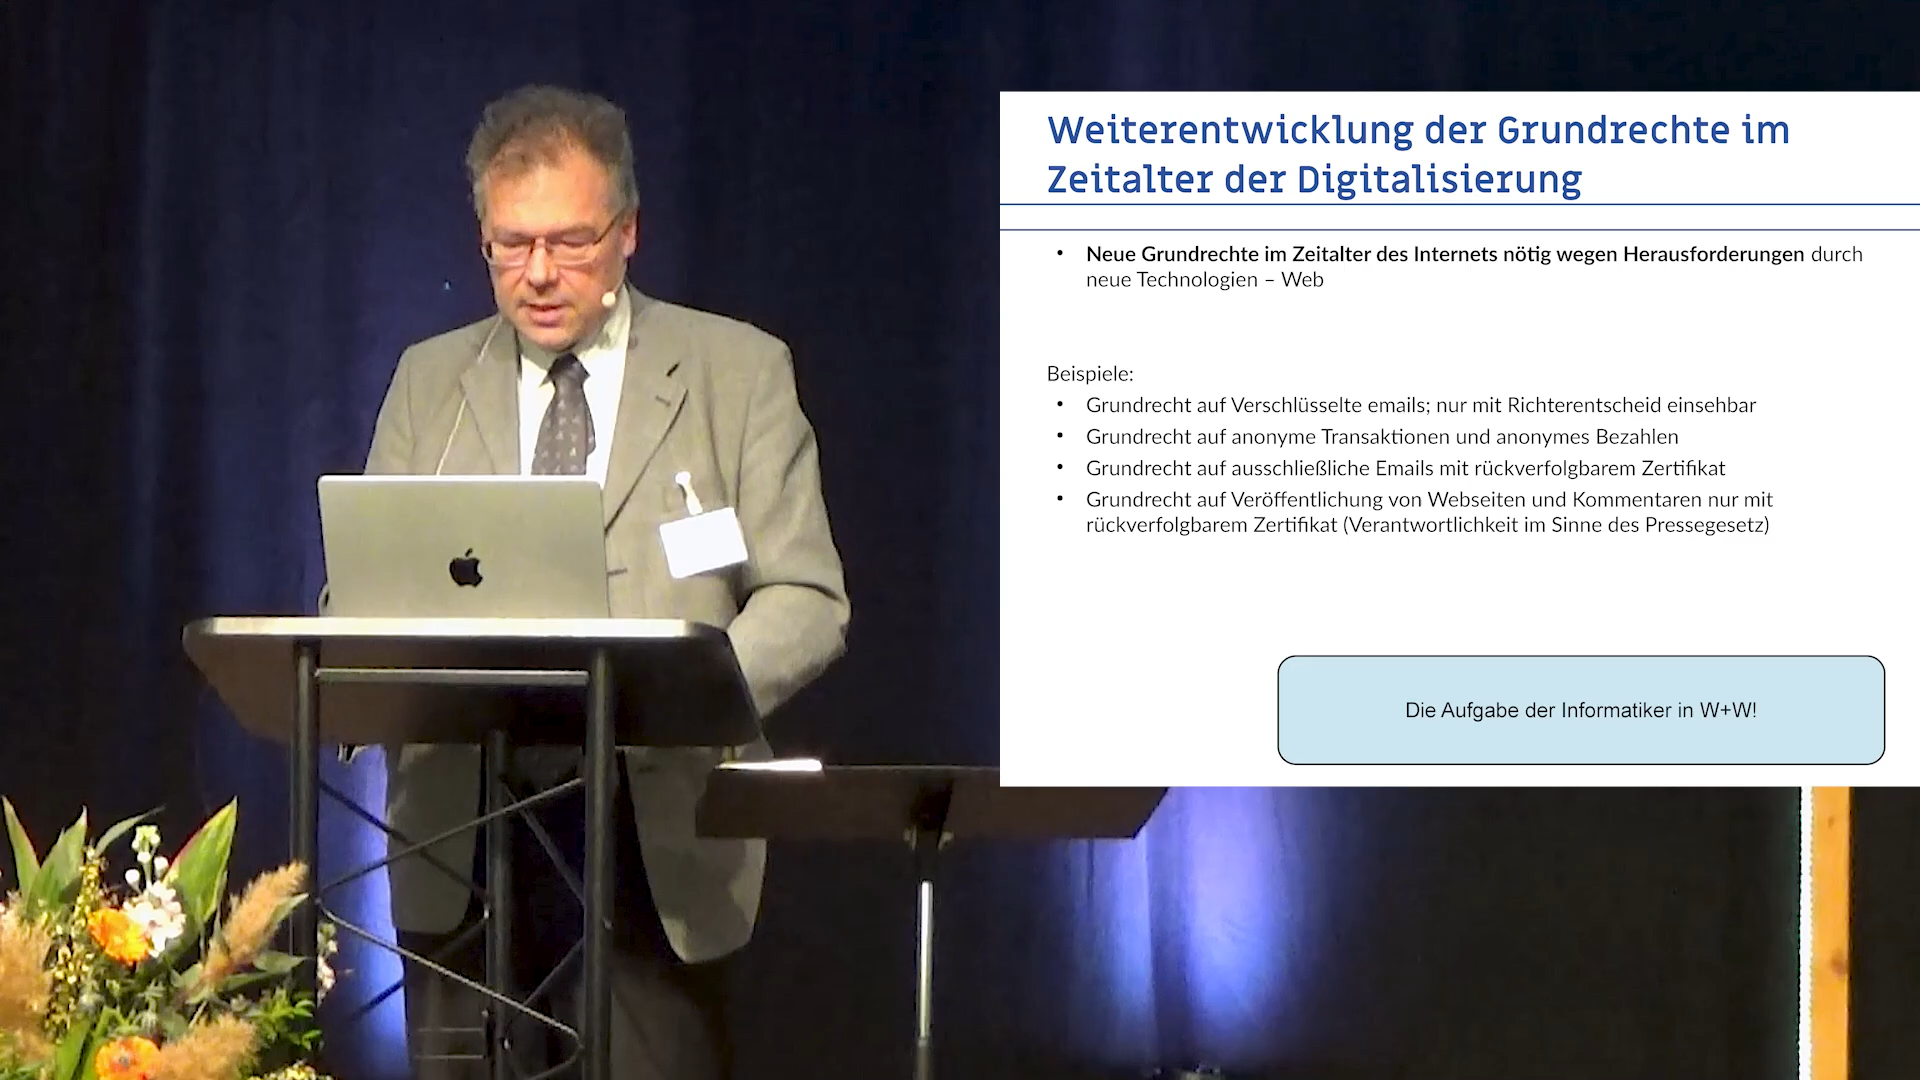 Weiterentwicklung der Grundrechte im
Zeitalter der Digitalisierung
• Neue Grundrechte im Zeitalter des Internets nötig wegen Herausforderungen durch
neue Technologien – Web
Beispiele:
• Grundrecht auf Verschlüsselte emails; nur mit Richterentscheid einsehbar
• Grundrecht auf anonyme Transaktionen und anonymes Bezahlen
• Grundrecht auf ausschließliche Emails mit rückverfolgbarem Zertifikat
• Grundrecht auf Veröffentlichung von Webseiten und Kommentaren nur mit
rückverfolgbarem Zertifikat (Verantwortlichkeit im Sinne des Pressegesetz)
Die Aufgabe der Informatiker in W+W!